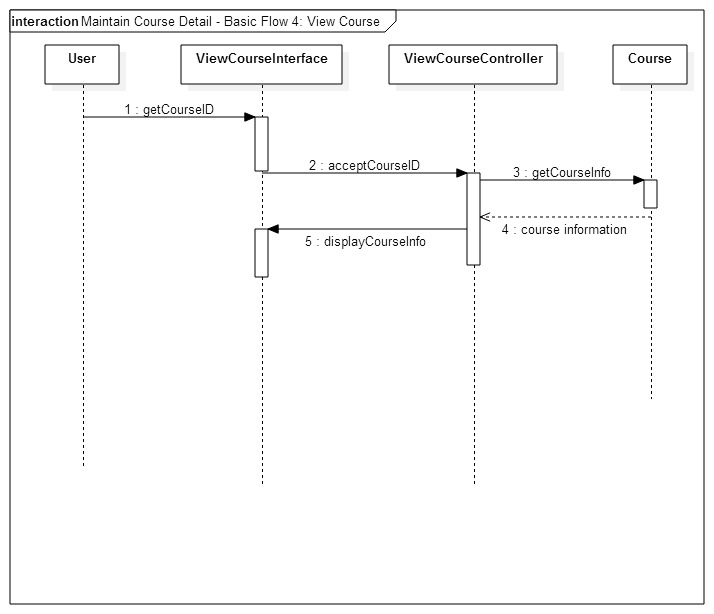 interaction Maintain Course Detail - Basic Flow 4: View Course
User
ViewCourseInterface
ViewCourseController
Course
1 : getCourseID
2 : acceptCourseID
3 : getCourseInfo
4 : course information
5 : displayCourseInfo